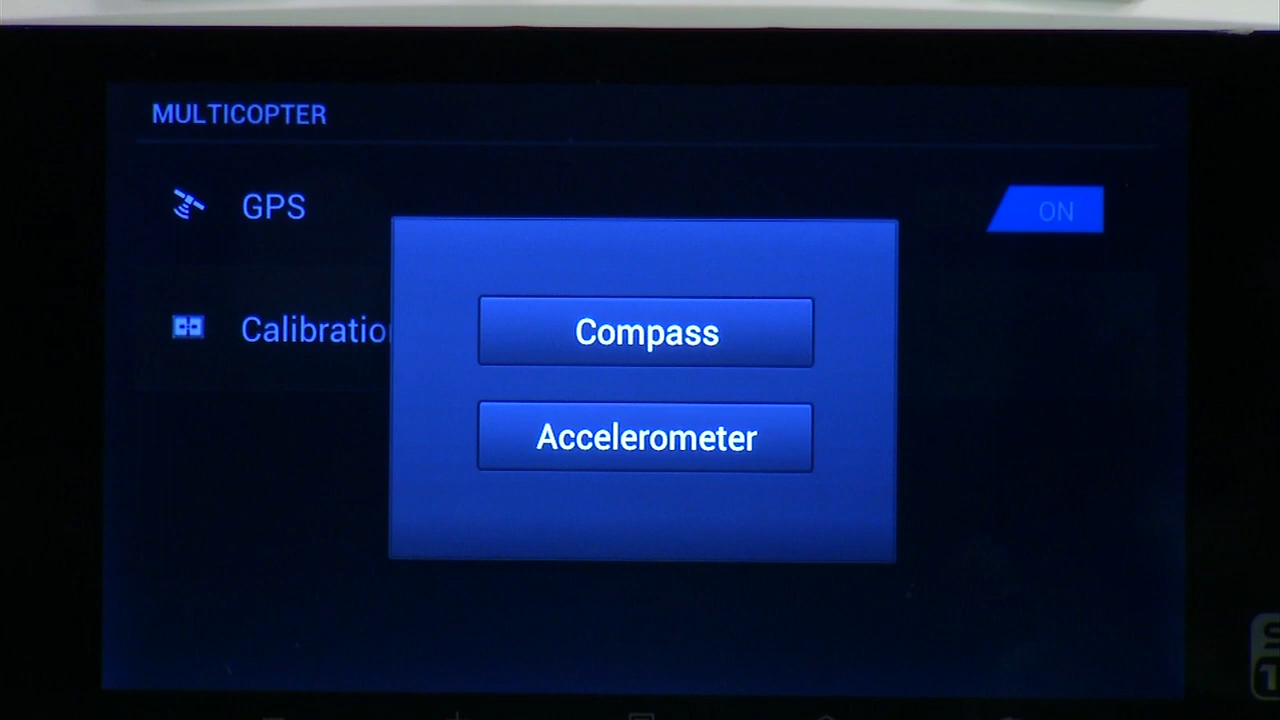 MULTICOPTER
GPS
ON
Calibratio
Compass
Accelerometer